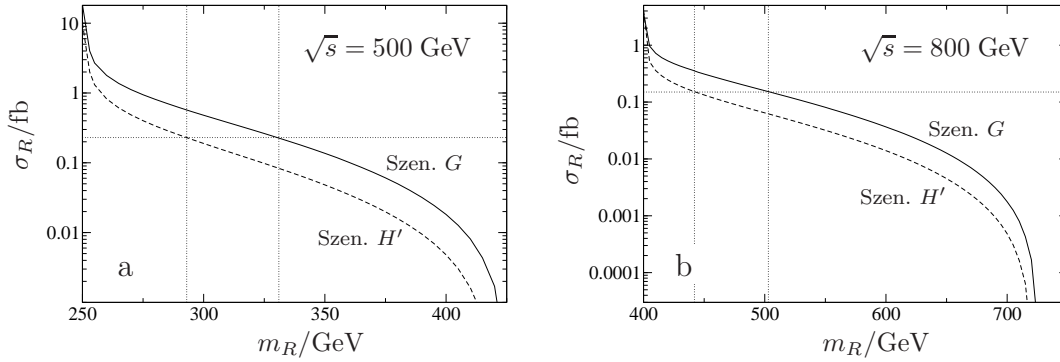 10
1
0.1
0.01
σ_R/fb
√s = 500 GeV
Szen. G
Szen. H′
a
250 300 350 400
m_R/GeV
1
0.1
0.01
0.001
0.0001
σ_R/fb
√s = 800 GeV
Szen. G
Szen. H′
b
400 500 600 700
m_R/GeV